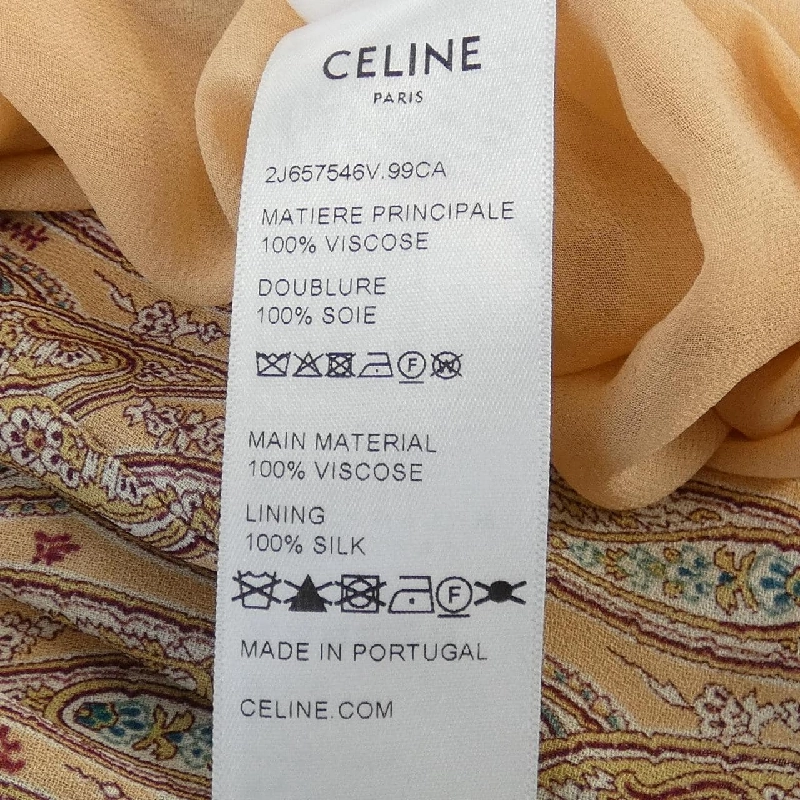 CELINE
PARIS
2J657546V.99CA
MATIERE PRINCIPALE
100% VISCOSE
DOUBLURE
100% SOIE
F W
MAIN MATERIAL
100% VISCOSE
LINING
100% SILK
F
MADE IN PORTUGAL
CELINE.COM